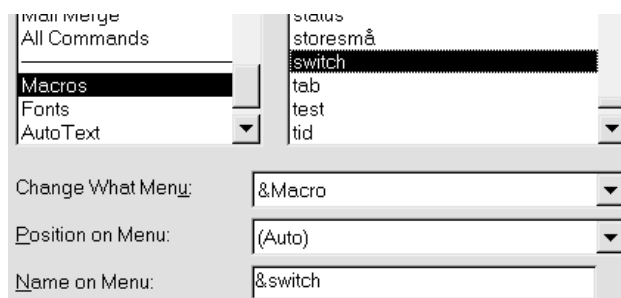 Mail Merge
All Commands
Macros
Fonts
AutoText
status
storesmå
switch
tab
test
tid
Change What Menu: &Macro
Position on Menu: (Auto)
Name on Menu: &switch